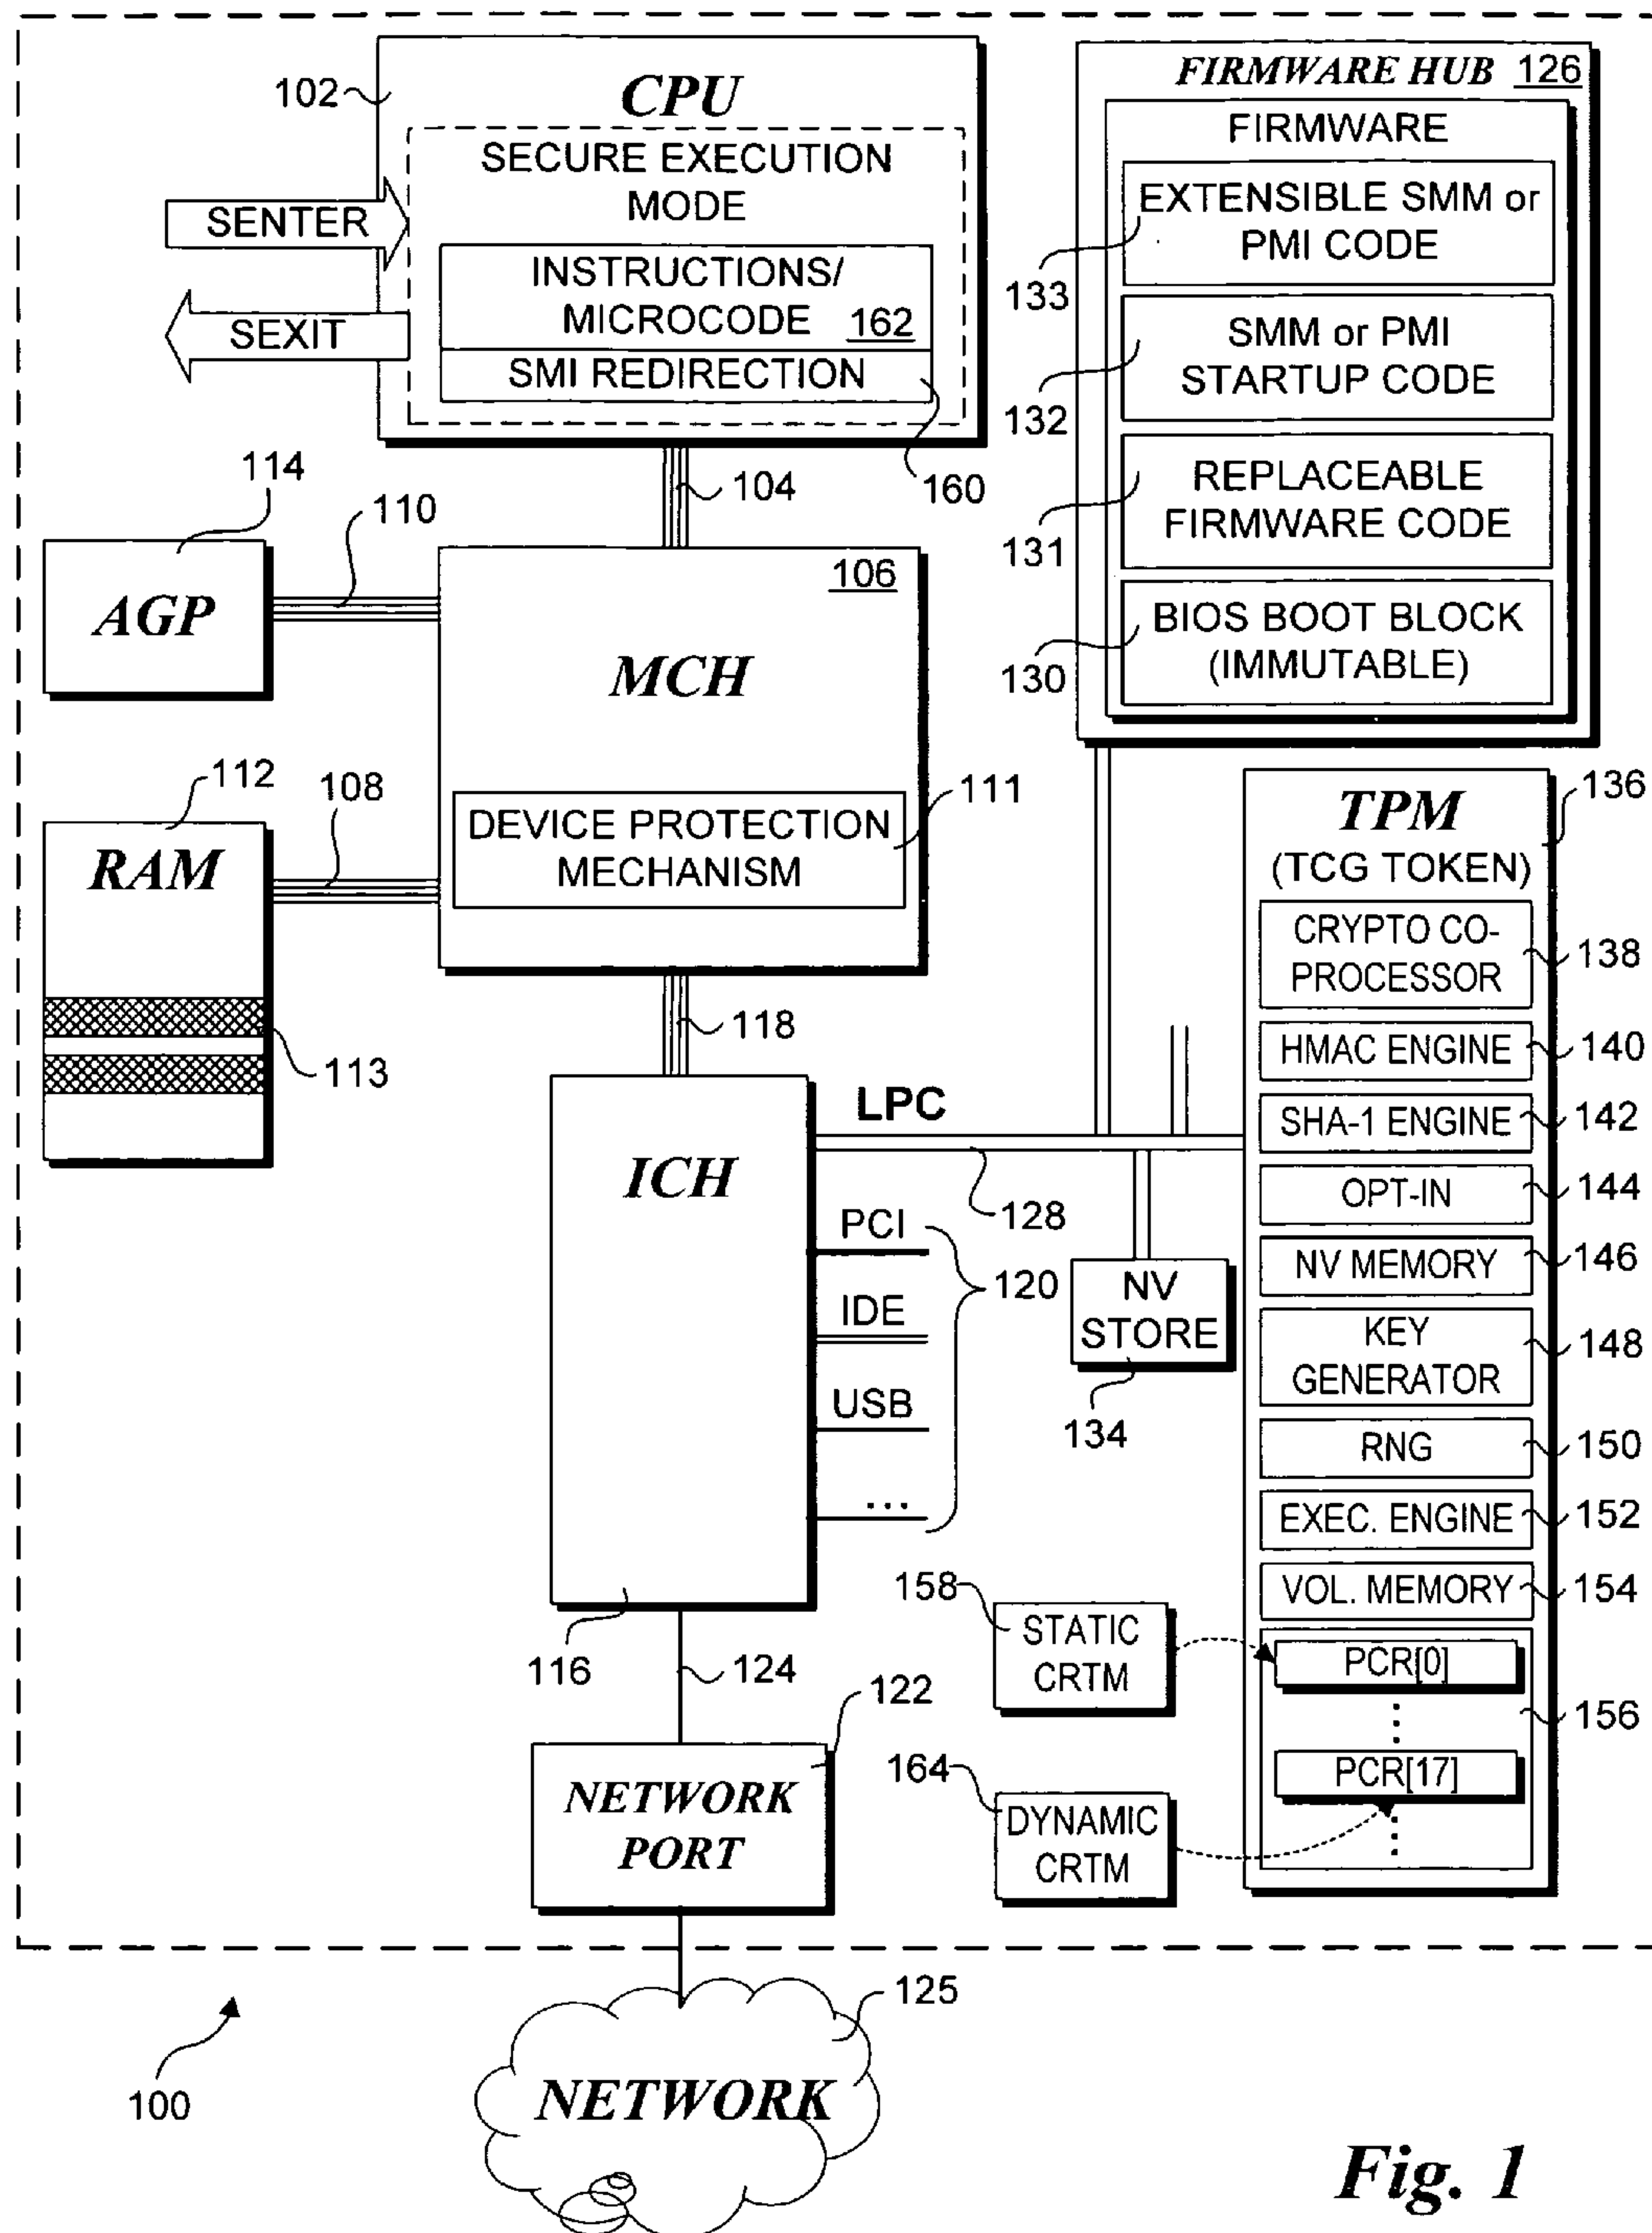 CPU
102
SECURE EXECUTION
MODE
SENTER
INSTRUCTIONS/
MICROCODE 162
SEXIT
SMI REDIRECTION
160
104
FIRMWARE HUB 126
FIRMWARE
EXTENSIBLE SMM or
PMI CODE
133
SMM or PMI
STARTUP CODE
132
REPLACEABLE
FIRMWARE CODE
131
BIOS BOOT BLOCK
(IMMUTABLE)
130
114
110
AGP
106
MCH
DEVICE PROTECTION
MECHANISM
111
112
108
RAM
113
118
136
TPM
(TCG TOKEN)
CRYPTO CO-
PROCESSOR
138
HMAC ENGINE
140
SHA-1 ENGINE
142
OPT-IN
144
NV MEMORY
146
KEY
GENERATOR
148
RNG
150
EXEC. ENGINE
152
VOL. MEMORY
154
PCR[0]
156
PCR[17]
LPC
ICH
128
PCI
IDE
USB
...
120
NV
STORE
134
116
124
122
158
STATIC
CRTM
164
DYNAMIC
CRTM
NETWORK
PORT
125
NETWORK
100
Fig. 1